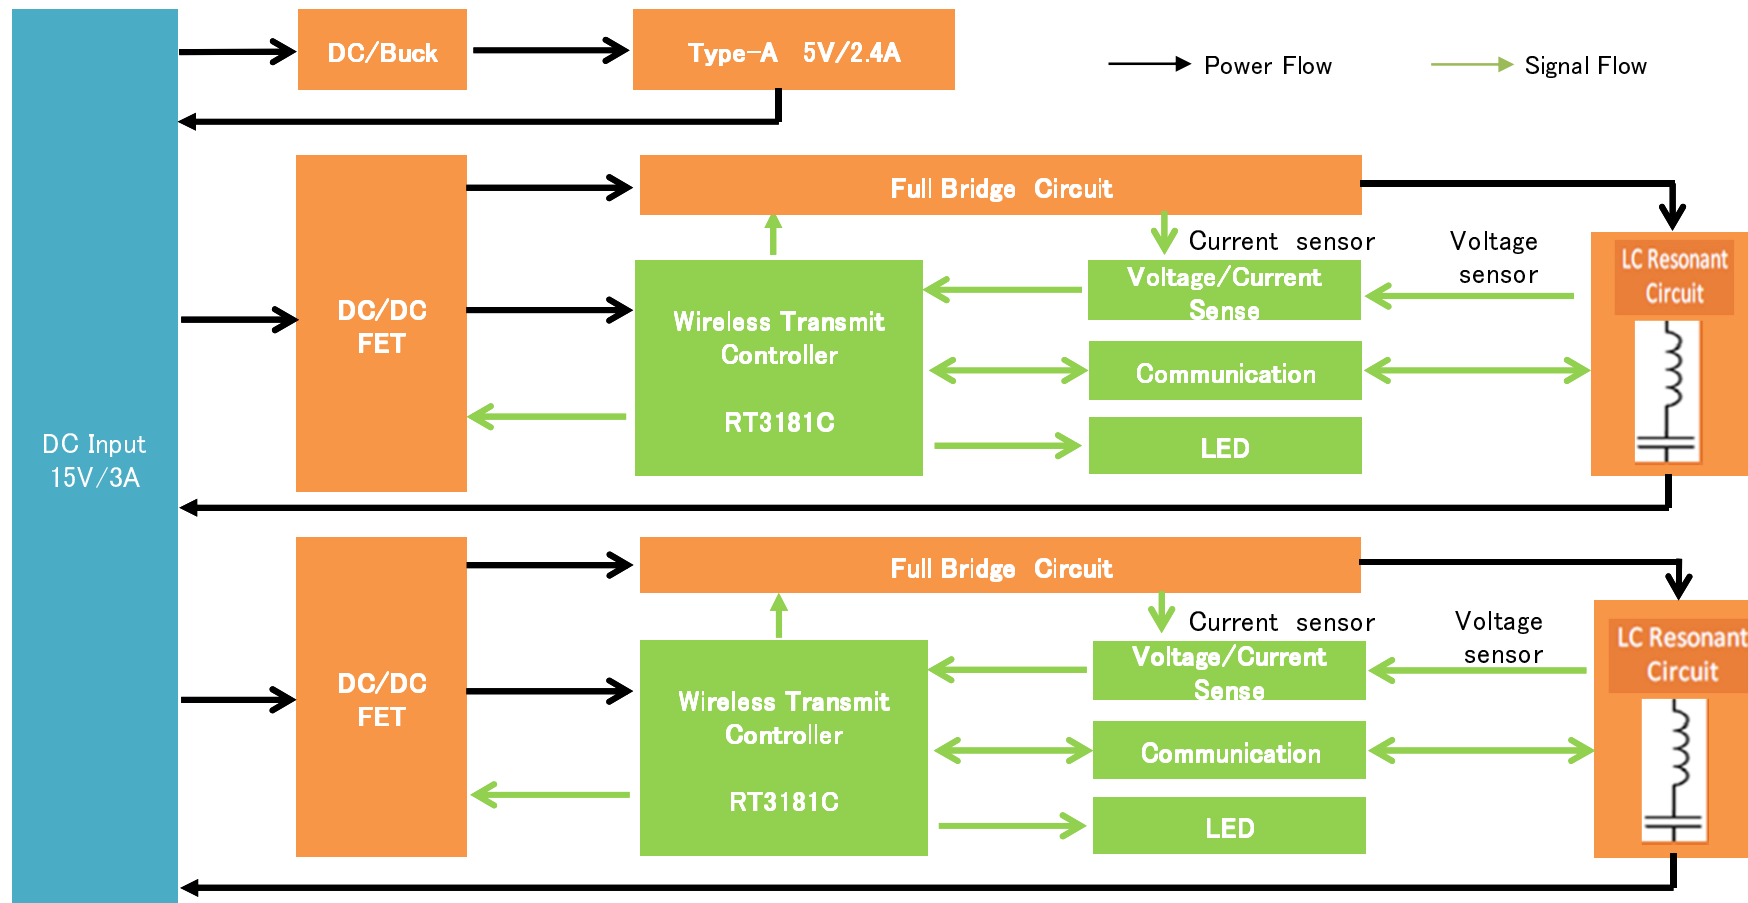 DC/Buck
Type-A 5V/2.4A
Power Flow
Signal Flow
Full Bridge Circuit
Current sensor
Voltage
sensor
LC Resonant
Circuit
Voltage/Current
Sense
DC/DC
FET
Wireless Transmit
Controller
RT3181C
Communication
LED
DC Input
15V/3A
Full Bridge Circuit
Current sensor
Voltage
sensor
LC Resonant
Circuit
Voltage/Current
Sense
DC/DC
FET
Wireless Transmit
Controller
RT3181C
Communication
LED